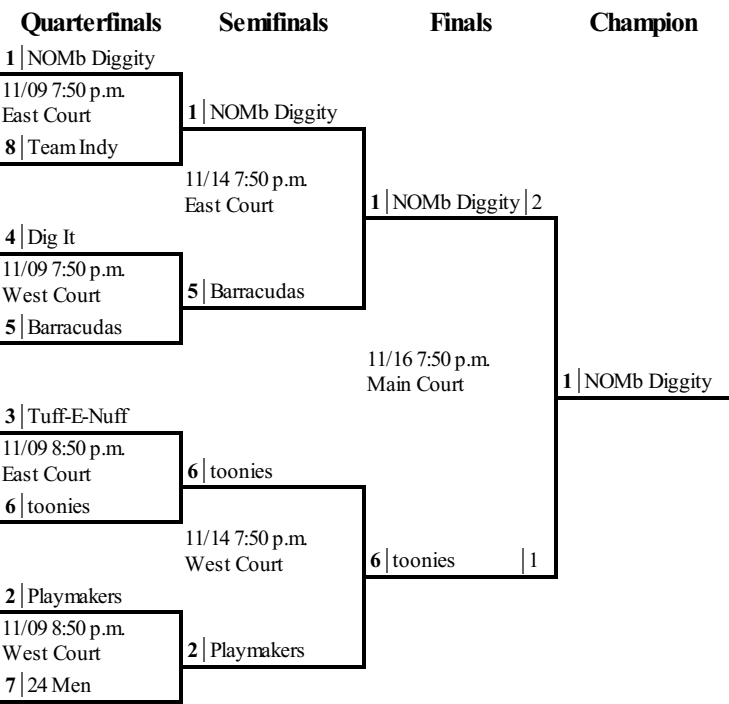 Quarterfinals Semifinals Finals Champion
1 NOMb Diggity
11/09 7:50 p.m.
East Court
8 Team Indy
1 NOMb Diggity
11/14 7:50 p.m.
East Court
4 Dig It
11/09 7:50 p.m.
West Court
5 Barracudas
5 Barracudas
1 NOMb Diggity 2
11/16 7:50 p.m.
Main Court
1 NOMb Diggity
3 Tuff-E-Nuff
11/09 8:50 p.m.
East Court
6 toonies
6 toonies
11/14 7:50 p.m.
West Court
6 toonies 1
2 Playmakers
11/09 8:50 p.m.
West Court
7 24 Men
2 Playmakers